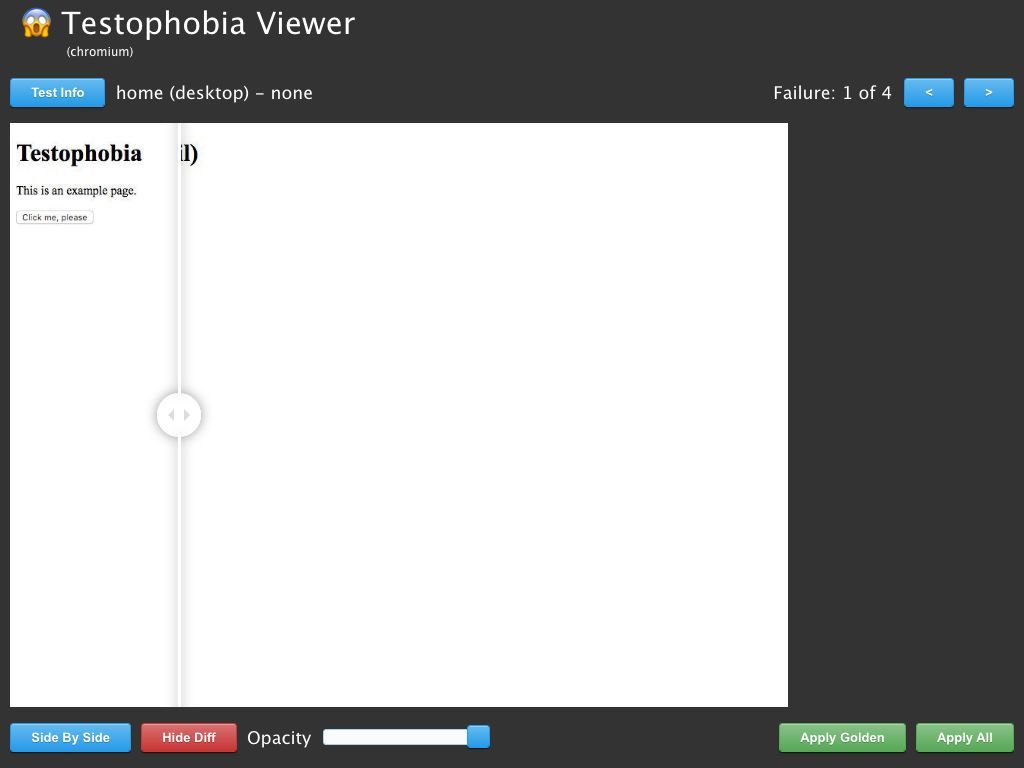 Testophobia Viewer
(chromium)
Test Info home (desktop) – none Failure: 1 of 4 < >
Testophobia il)
This is an example page.
Click me, please
Side By Side Hide Diff Opacity Apply Golden Apply All